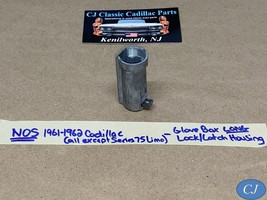 CJ Classic Cadillac Parts
Kenilworth, NJ
NOS 1961-1962 Cadillac
(all except Series 75 Limo) -
Glove Box
Lock/Latch Housing
CJ